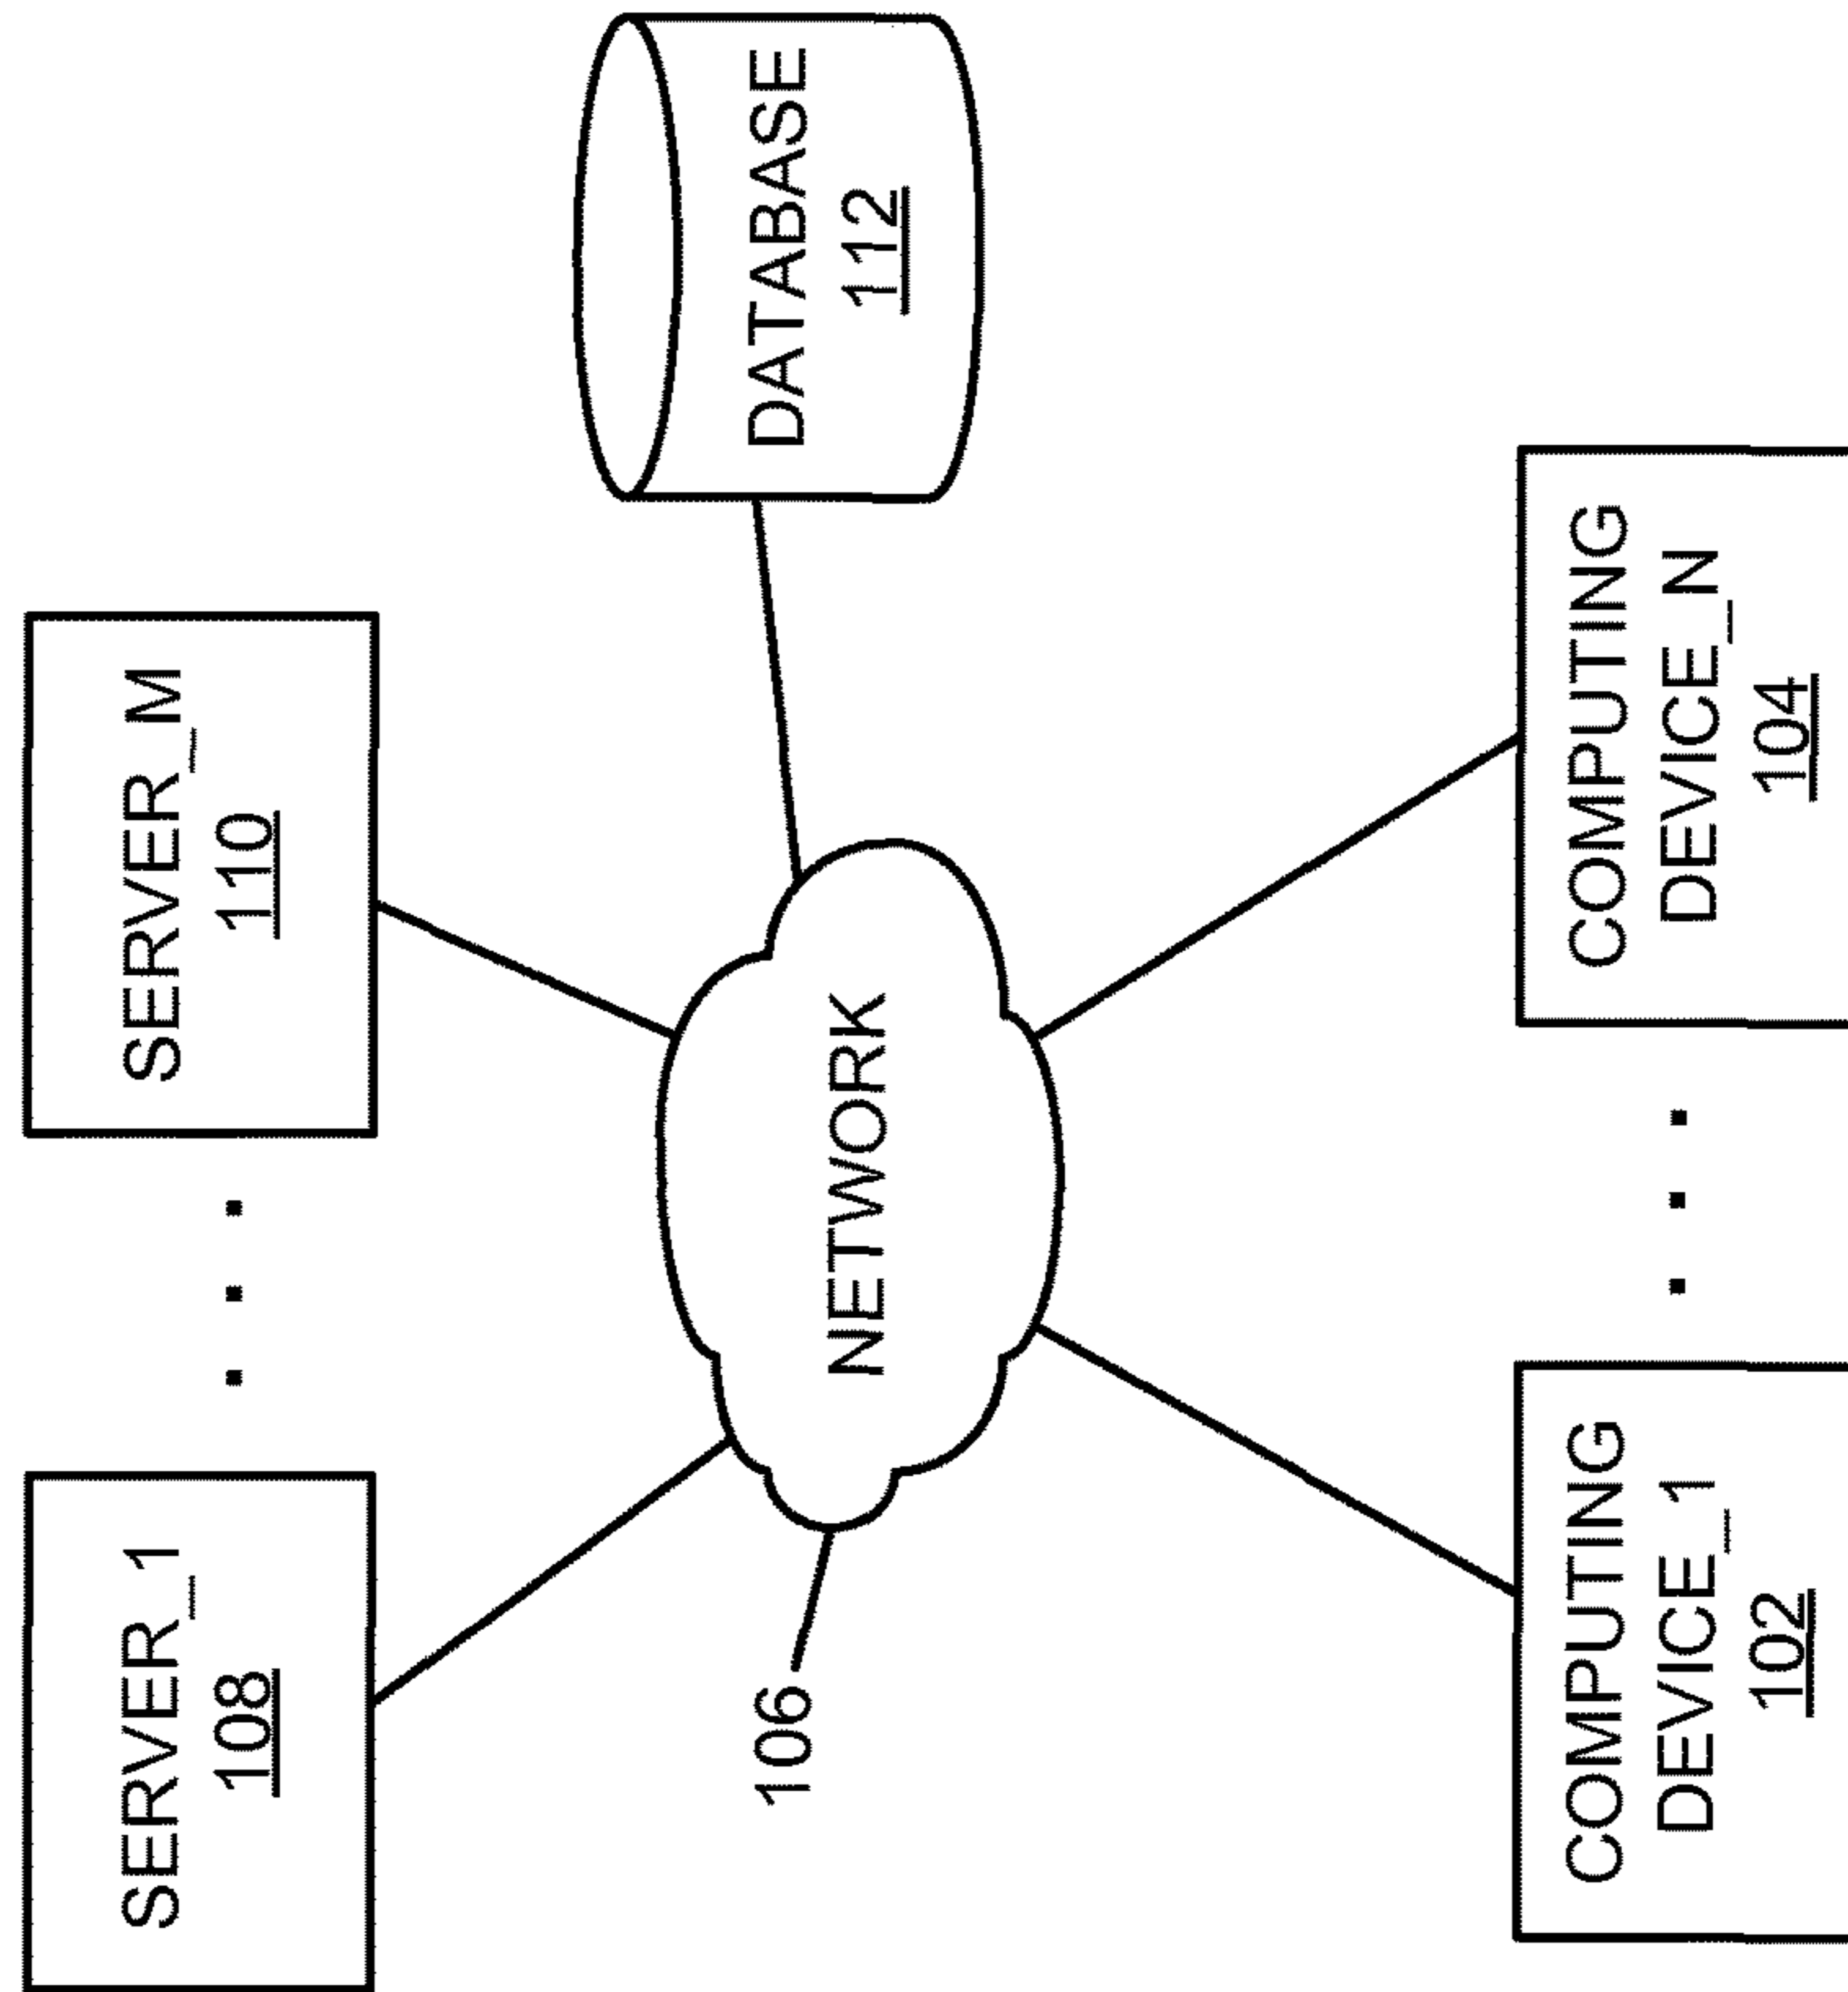 SERVER_1
108
. . .
SERVER_M
110
DATABASE
112
NETWORK
106
COMPUTING
DEVICE_1
102
. . .
COMPUTING
DEVICE_N
104